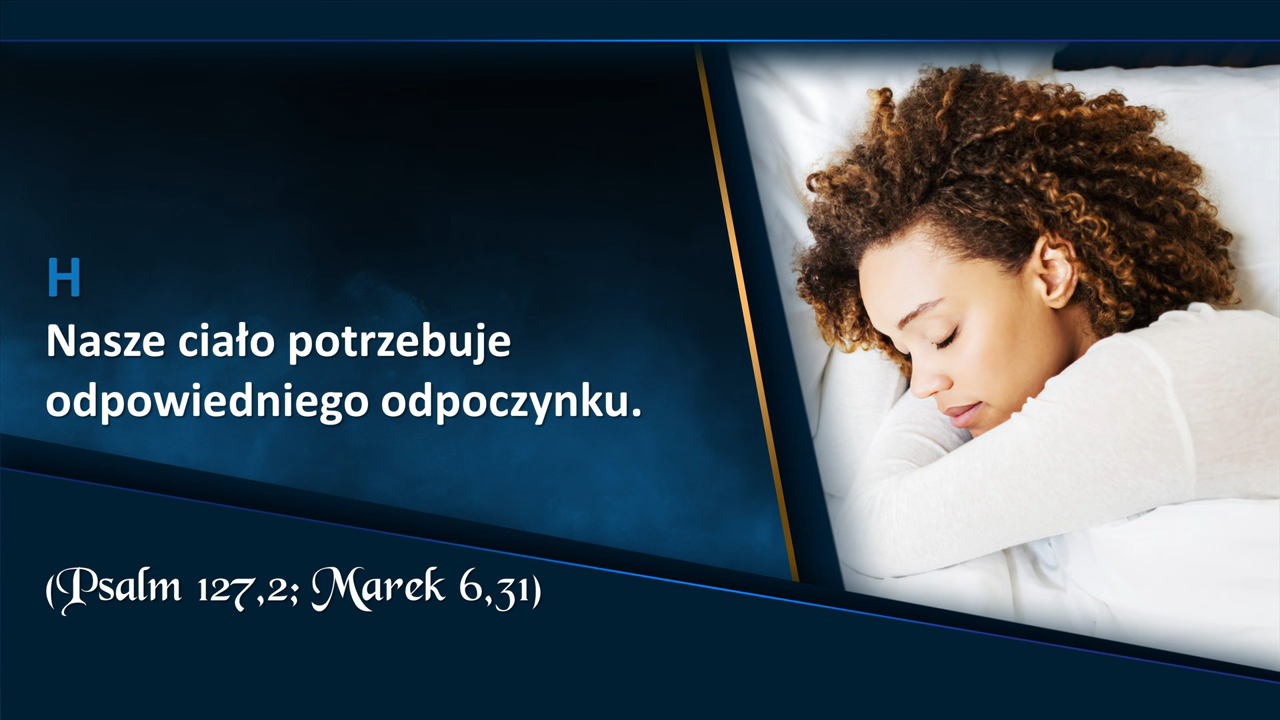 H
Nasze ciało potrzebuje
odpowiedniego odpoczynku.
(Psalm 127,2; Marek 6,31)